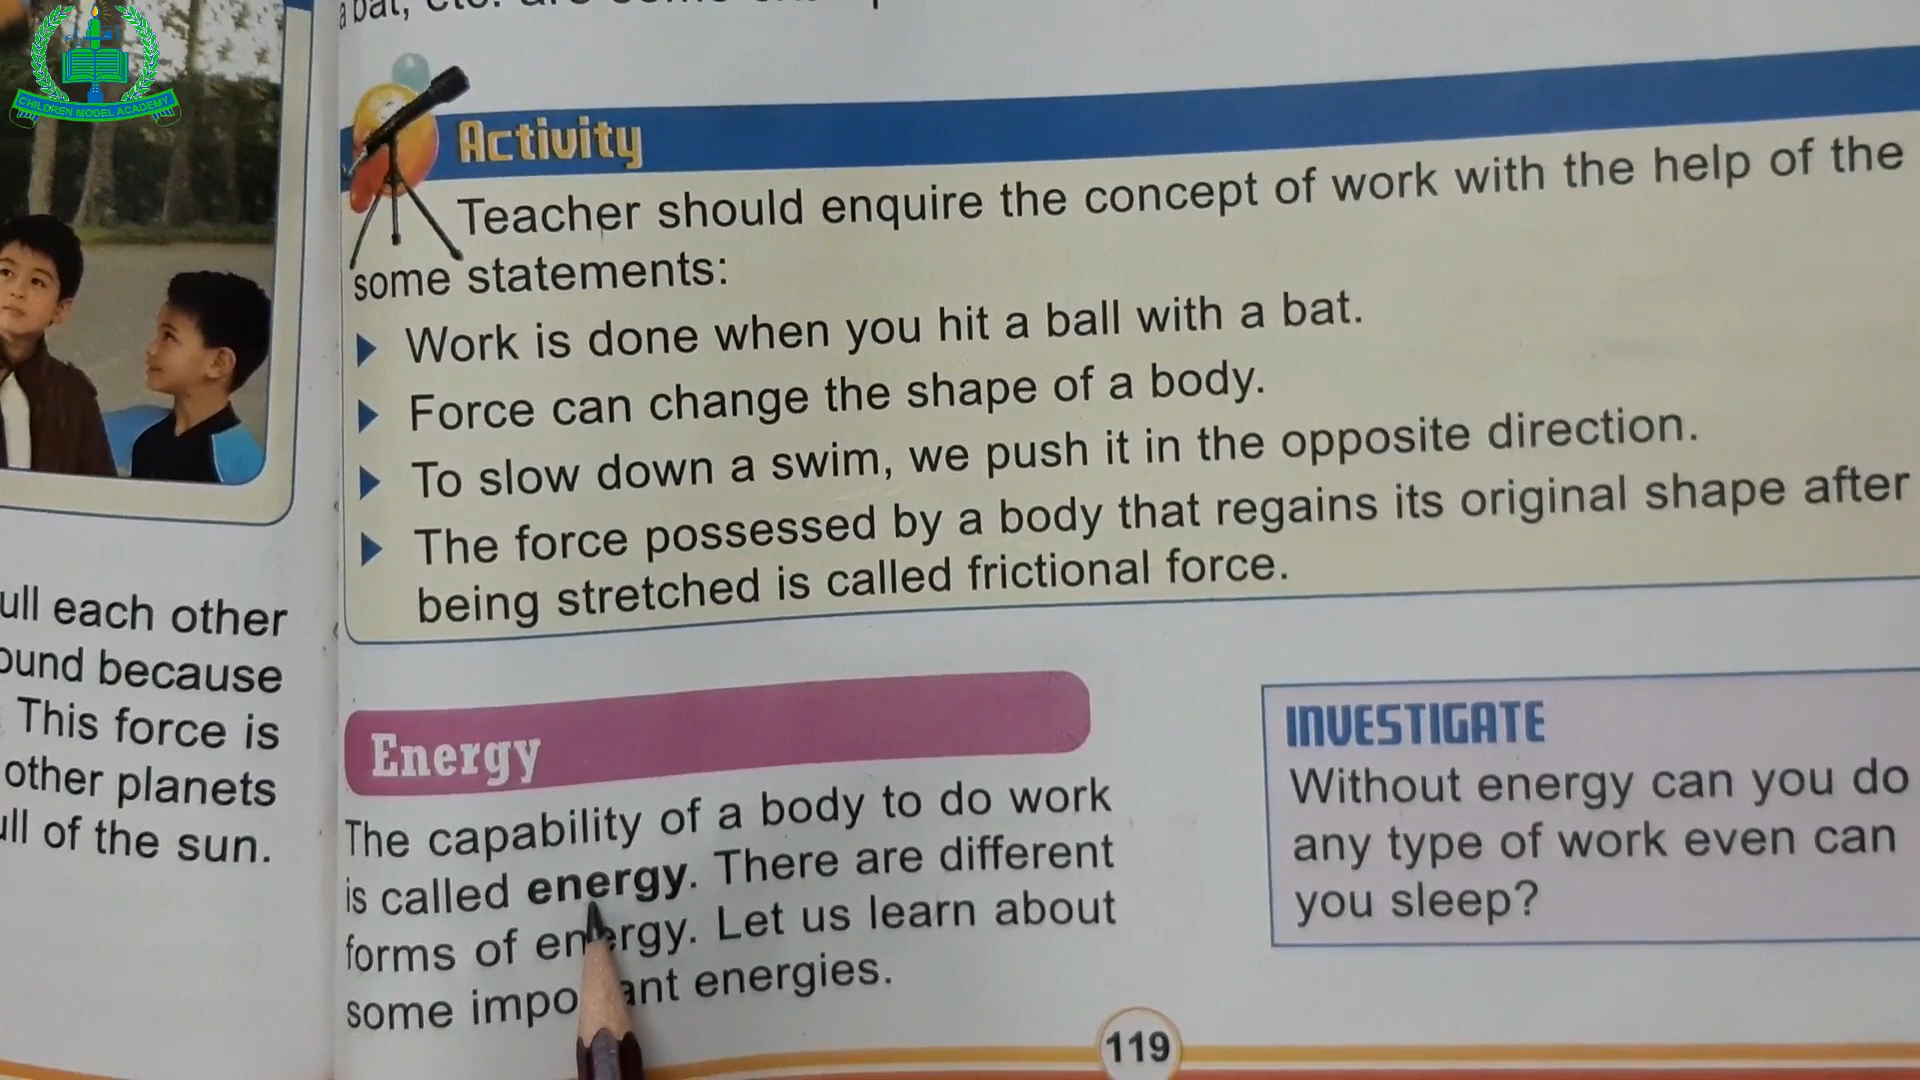 CHILDREN MODEL ACADEMY
a bat, etc. are some
Activity
Teacher should enquire the concept of work with the help of the
some statements:
Work is done when you hit a ball with a bat.
Force can change the shape of a body.
To slow down a swim, we push it in the opposite direction.
The force possessed by a body that regains its original shape after
being stretched is called frictional force.
ull each other
ound because
This force is
other planets
ull of the sun.
Energy
The capability of a body to do work
is called energy. There are different
forms of energy. Let us learn about
some important energies.
INVESTIGATE
Without energy can you do
any type of work even can
you sleep?
119